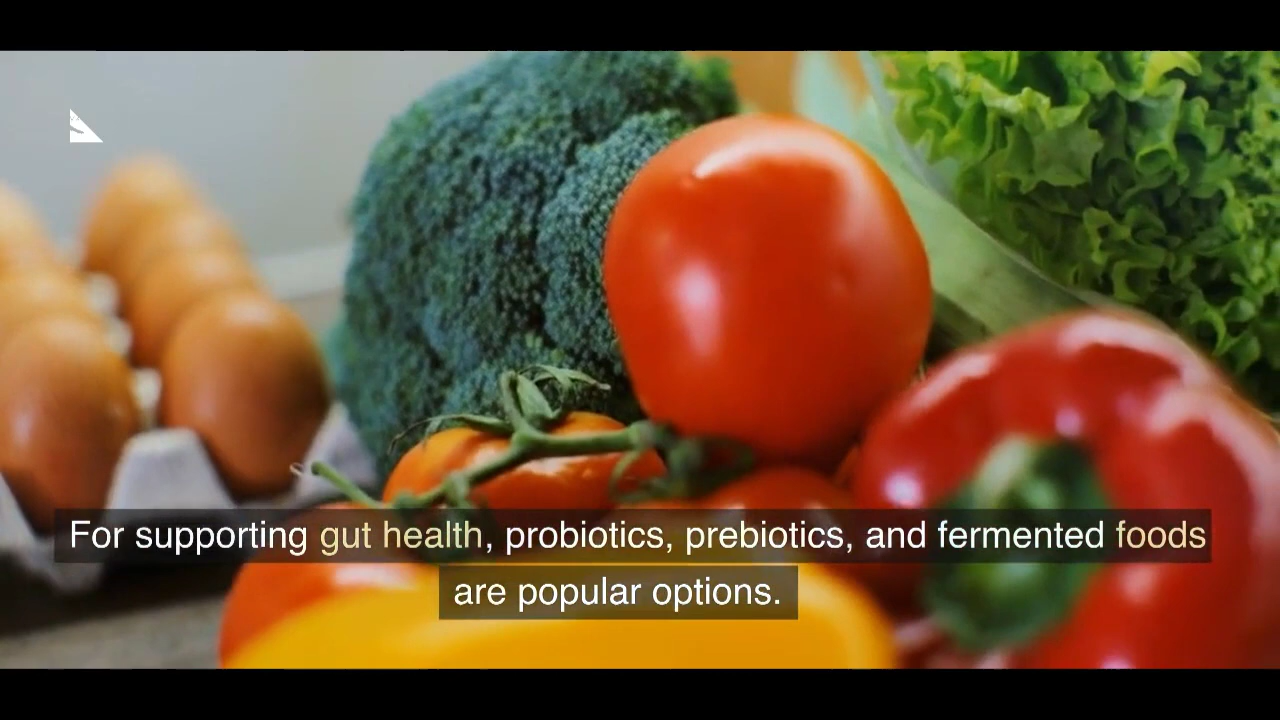 For supporting gut health, probiotics, prebiotics, and fermented foods
are popular options.